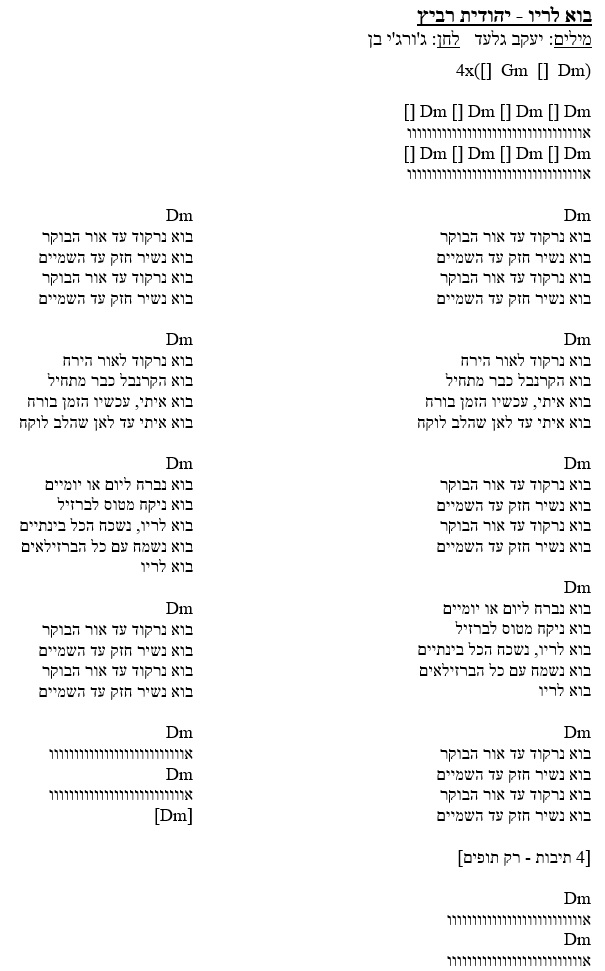 בוא לריו - יהודית רביץ
מילים: יעקב גלעד   לחן: ג'ורג'י בן
4x([]  Gm  []  Dm)
[] Dm [] Dm [] Dm [] Dm
אוווווווווווווווווווווווווווווווווווו
[] Dm [] Dm [] Dm [] Dm
אוווווווווווווווווווווווווווווווווווו
Dm
בוא נרקוד עד אור הבוקר
בוא נשיר חזק עד השמיים
בוא נרקוד עד אור הבוקר
בוא נשיר חזק עד השמיים
Dm
בוא נרקוד לאור הירח
בוא הקרנבל כבר מתחיל
בוא איתי, עכשיו הזמן בורח
בוא איתי עד לאן שהלב לוקח
Dm
בוא נרקוד עד אור הבוקר
בוא נשיר חזק עד השמיים
בוא נרקוד עד אור הבוקר
בוא נשיר חזק עד השמיים
Dm
בוא נברח ליום או יומיים
בוא ניקח מטוס לברזיל
בוא לריו, נשכח הכל בינתיים
בוא נשמח עם כל הברזילאים
בוא לריו
Dm
בוא נרקוד עד אור הבוקר
בוא נשיר חזק עד השמיים
בוא נרקוד עד אור הבוקר
בוא נשיר חזק עד השמיים
[4 תיבות - רק תופים]
Dm
אווווווווווווווווווווווווווו
Dm
אווווווווווווווווווווווווווו
Dm
בוא נרקוד עד אור הבוקר
בוא נשיר חזק עד השמיים
בוא נרקוד עד אור הבוקר
בוא נשיר חזק עד השמיים
Dm
בוא נרקוד לאור הירח
בוא הקרנבל כבר מתחיל
בוא איתי, עכשיו הזמן בורח
בוא איתי עד לאן שהלב לוקח
Dm
בוא נברח ליום או יומיים
בוא ניקח מטוס לברזיל
בוא לריו, נשכח הכל בינתיים
בוא נשמח עם כל הברזילאים
בוא לריו
Dm
בוא נרקוד עד אור הבוקר
בוא נשיר חזק עד השמיים
בוא נרקוד עד אור הבוקר
בוא נשיר חזק עד השמיים
Dm
אווווווווווווווווווווווווווו
Dm
אווווווווווווווווווווווווווו
[Dm]